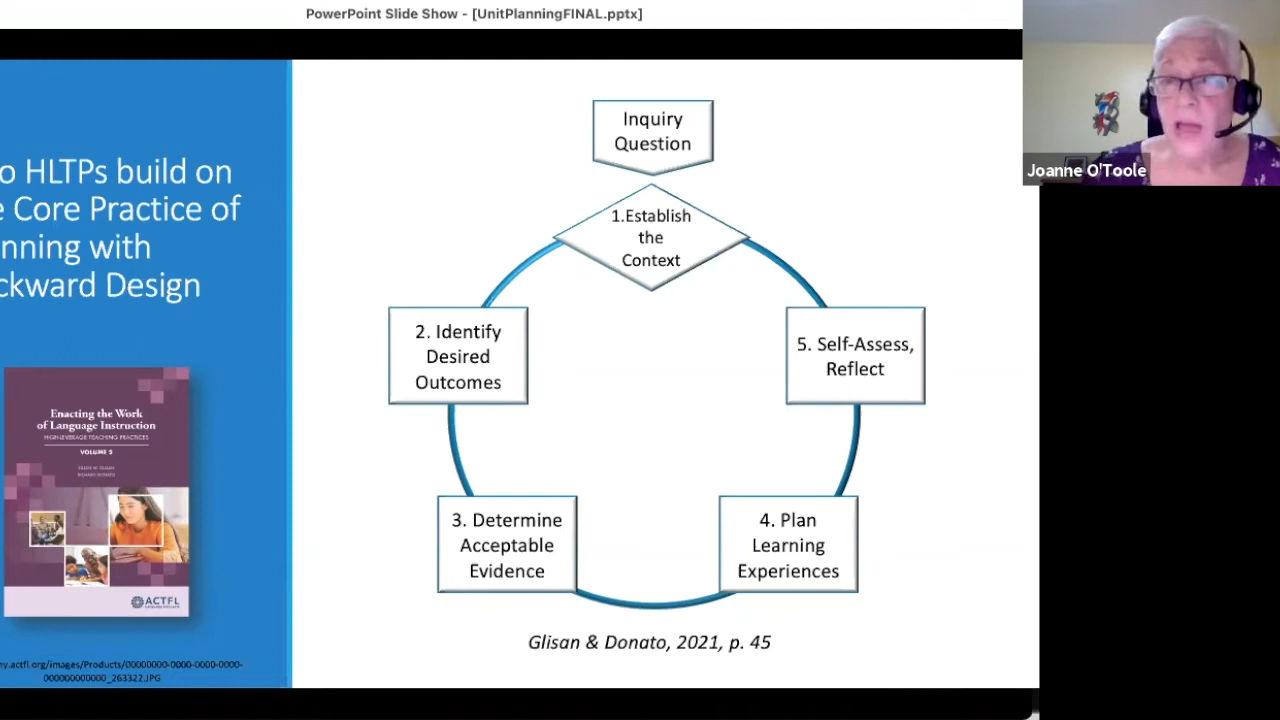 PowerPoint Slide Show - [UnitPlanningFINAL.pptx]
o HLTPs build on
e Core Practice of
nning with
ckward Design
Enacting the Work
of Language Instruction
HIGH-LEVERAGE TEACHING PRACTICES
VOLUME 2
ACTFL
ny.actfl.org/images/Products/00000000-0000-0000-0000-
000000000000_263322.JPG
Inquiry
Question
1.Establish
the
Context
2. Identify
Desired
Outcomes
3. Determine
Acceptable
Evidence
4. Plan
Learning
Experiences
5. Self-Assess,
Reflect
Glisan & Donato, 2021, p. 45
Joanne O'Toole